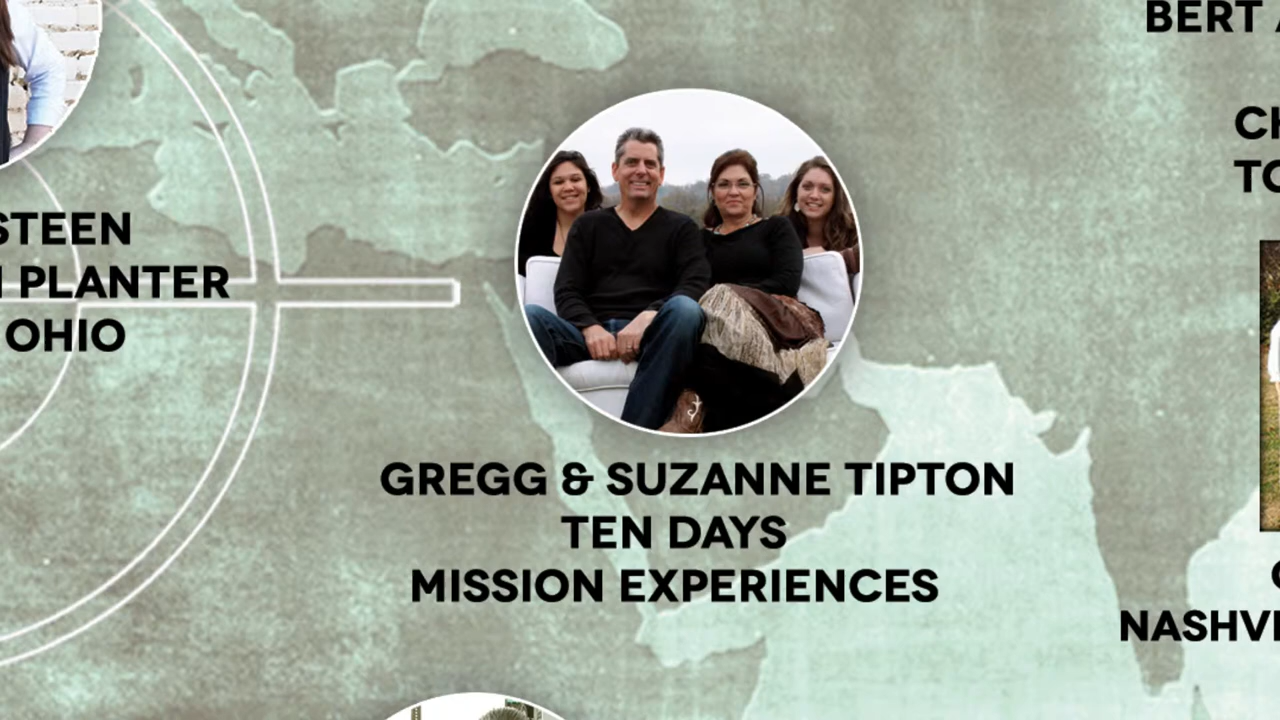 BERT
STEEN
PLANTER
OHIO
GREGG & SUZANNE TIPTON
TEN DAYS
MISSION EXPERIENCES